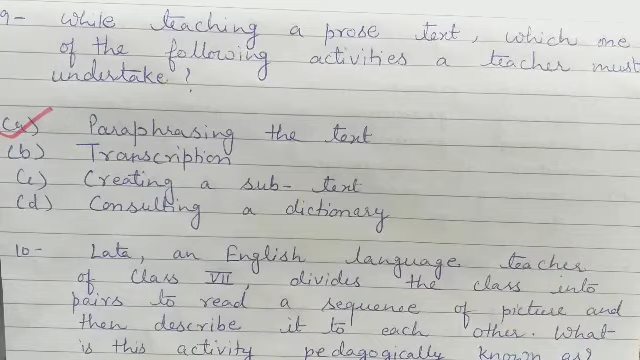 9- While teaching a prose text, which one
of the following activities a teacher must
undertake?
(a) Paraphrasing the text
(b) Transcription
(c) Creating a sub-text
(d) Consulting a dictionary
10- Lata, an English language teacher
of class VII, divides the class into
pairs to read a sequence of picture and
then describe it to each other. What
is this activity pedagogically known as?